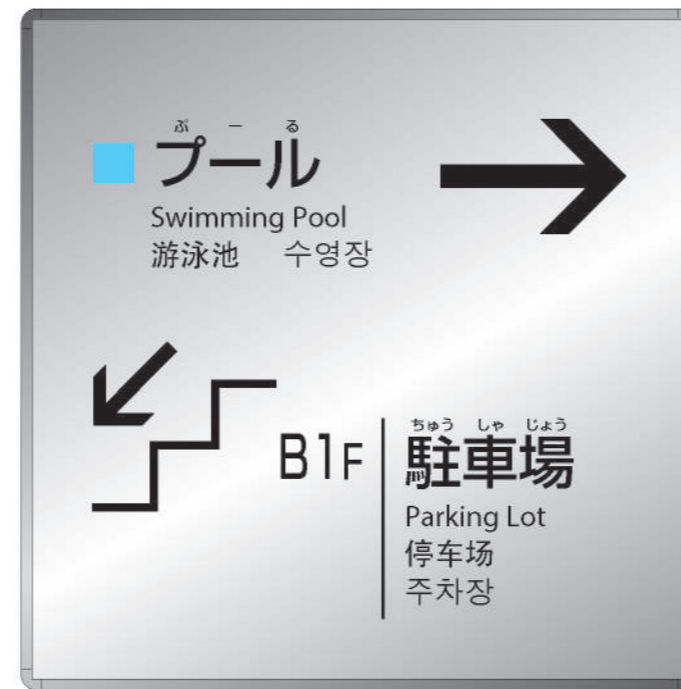 ぷーる
プール
Swimming Pool
游泳池 수영장
B1F
ちゅう しゃ じょう
駐車場
Parking Lot
停车场
주차장